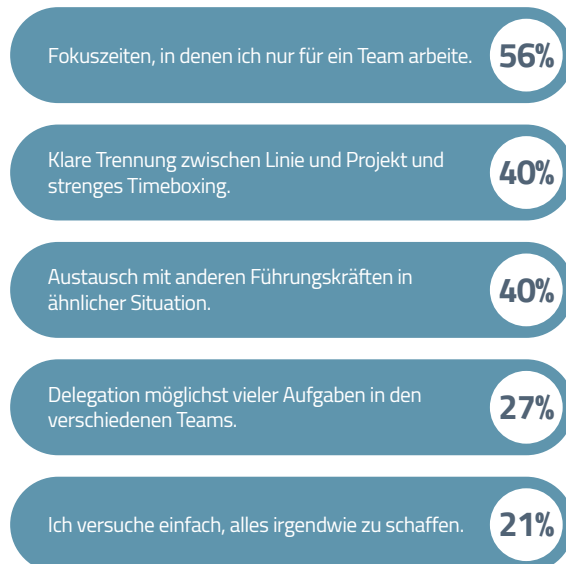 Fokuszeiten, in denen ich nur für ein Team arbeite.
56%
Klare Trennung zwischen Linie und Projekt und
strenges Timeboxing.
40%
Austausch mit anderen Führungskräften in
ähnlicher Situation.
40%
Delegation möglichst vieler Aufgaben in den
verschiedenen Teams.
27%
Ich versuche einfach, alles irgendwie zu schaffen.
21%